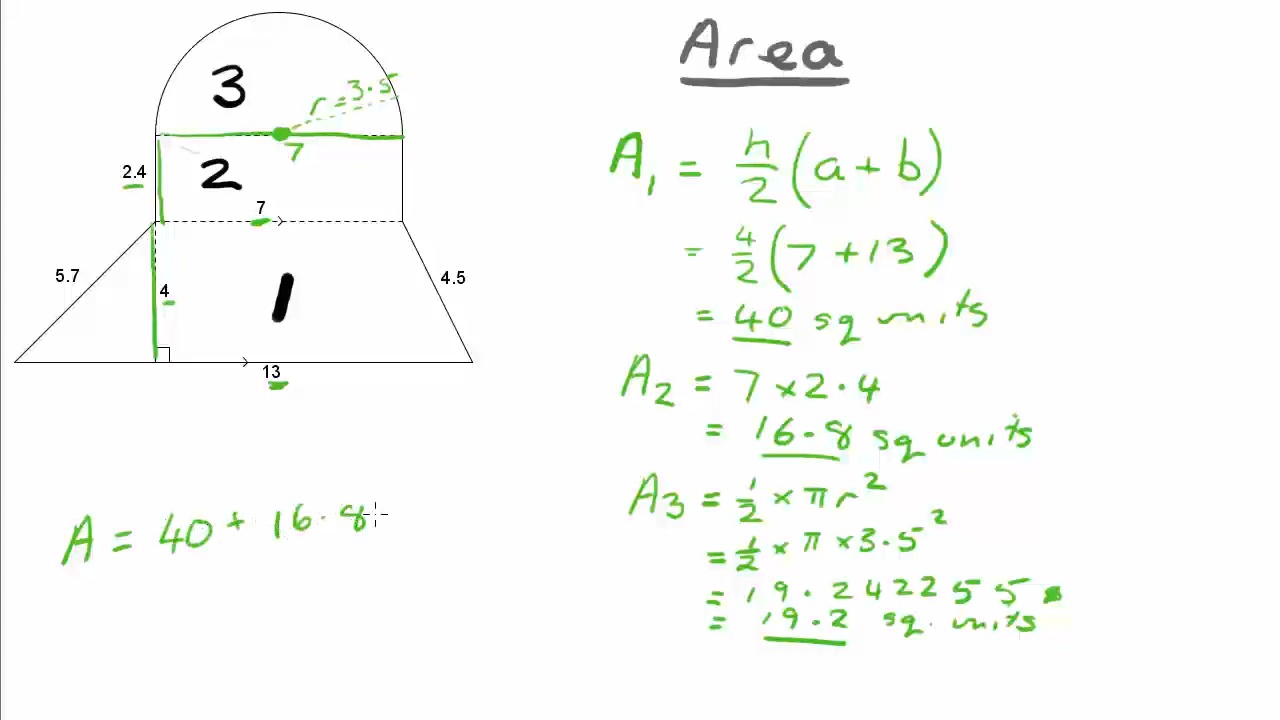 Area
3
r = 3.5
7
2.4
2
7
5.7
4
1
4.5
13
A = 40 + 16.8
A1 = h/2 (a + b)
= 4/2 (7 + 13)
= 40 sq units
A2 = 7 × 2.4
= 16.8 sq units
A3 = 1/2 × πr²
= 1/2 × π × 3.5²
= 19.242255
= 19.2 sq. units